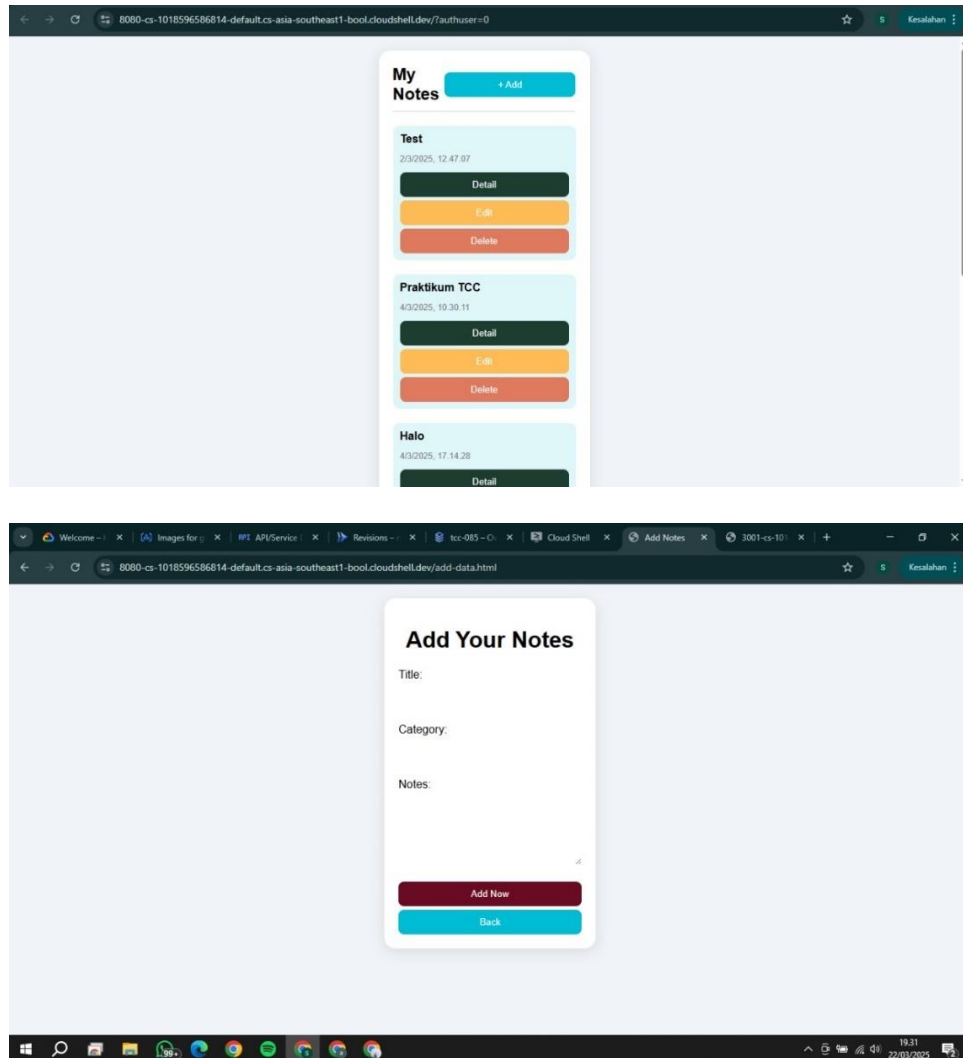 8080-cs-1018596586814-default.cs-asia-southeast1-bool.cloudshell.dev/?authuser=0
S
Kesalahan
My
Notes
+ Add
Test
2/3/2025, 12.47.07
Detail
Edit
Delete
Praktikum TCC
4/3/2025, 10.30.11
Detail
Edit
Delete
Halo
4/3/2025, 17.14.28
Detail
Welcome –
Images for g
API API/Service
Revisions –
tcc-085 – O
Cloud Shell
Add Notes
3001-cs-101
8080-cs-1018596586814-default.cs-asia-southeast1-bool.cloudshell.dev/add-data.html
S
Kesalahan
Add Your Notes
Title:
Category:
Notes:
Add Now
Back
99+
19.31
22/03/2025